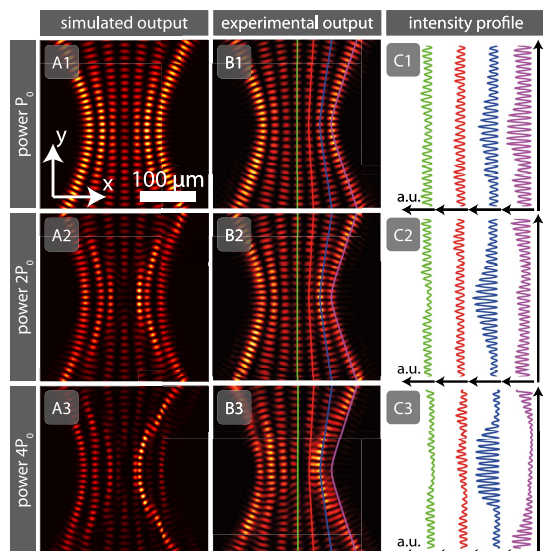 simulated output experimental output intensity profile
power P0
A1 B1 C1
y
x
100 µm
a.u.
power 2P0
A2 B2 C2
a.u.
power 4P0
A3 B3 C3
a.u.